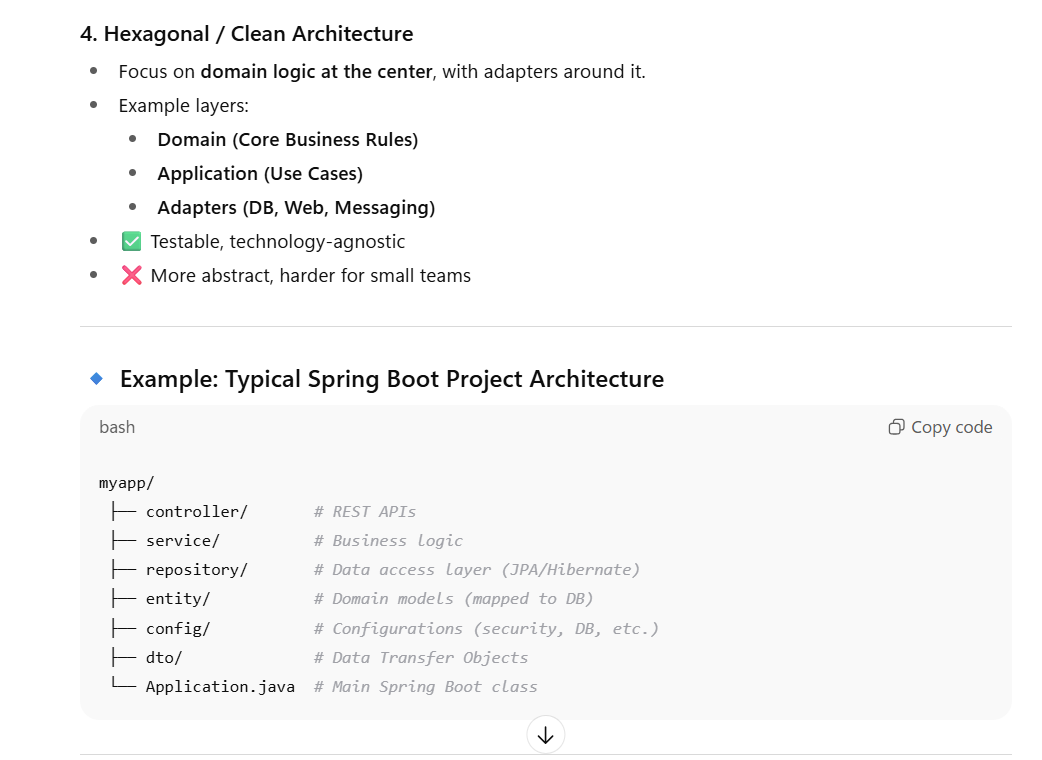 4. Hexagonal / Clean Architecture
• Focus on domain logic at the center, with adapters around it.
• Example layers:
• Domain (Core Business Rules)
• Application (Use Cases)
• Adapters (DB, Web, Messaging)
• ✅ Testable, technology-agnostic
• ❌ More abstract, harder for small teams
🔹 Example: Typical Spring Boot Project Architecture
bash Copy code
myapp/
├── controller/ # REST APIs
├── service/ # Business logic
├── repository/ # Data access layer (JPA/Hibernate)
├── entity/ # Domain models (mapped to DB)
├── config/ # Configurations (security, DB, etc.)
├── dto/ # Data Transfer Objects
└── Application.java # Main Spring Boot class